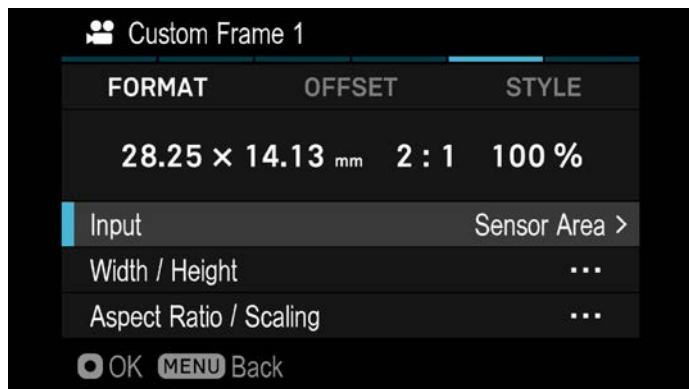 Custom Frame 1
FORMAT OFFSET STYLE
28.25 × 14.13 mm 2 : 1 100 %
Input Sensor Area >
Width / Height ...
Aspect Ratio / Scaling ...
OK MENU Back